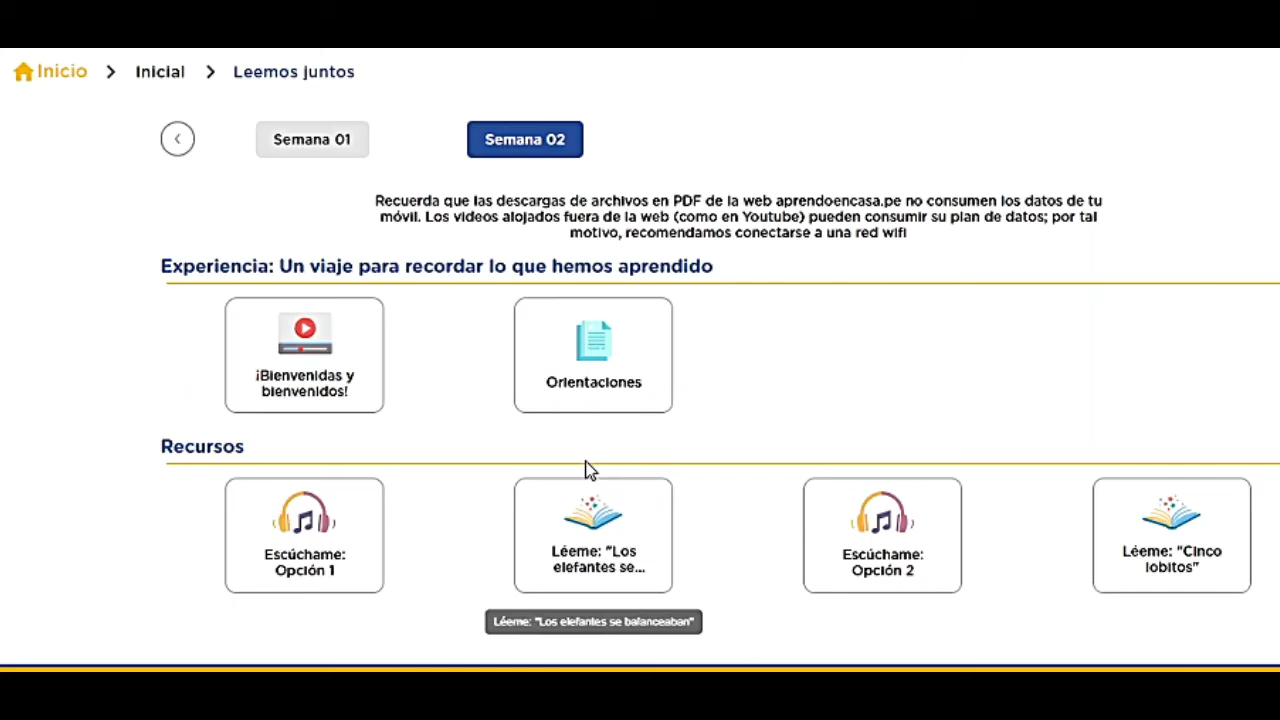 Inicio > Inicial > Leemos juntos
Semana 01 Semana 02
Recuerda que las descargas de archivos en PDF de la web aprendoencasa.pe no consumen los datos de tu
móvil. Los videos alojados fuera de la web (como en Youtube) pueden consumir su plan de datos; por tal
motivo, recomendamos conectarse a una red wifi
Experiencia: Un viaje para recordar lo que hemos aprendido
¡Bienvenidas y
bienvenidos!
Orientaciones
Recursos
Escúchame:
Opción 1
Léeme: "Los
elefantes se...
Escúchame:
Opción 2
Léeme: "Cinco
lobitos"
Léeme: "Los elefantes se balanceaban"